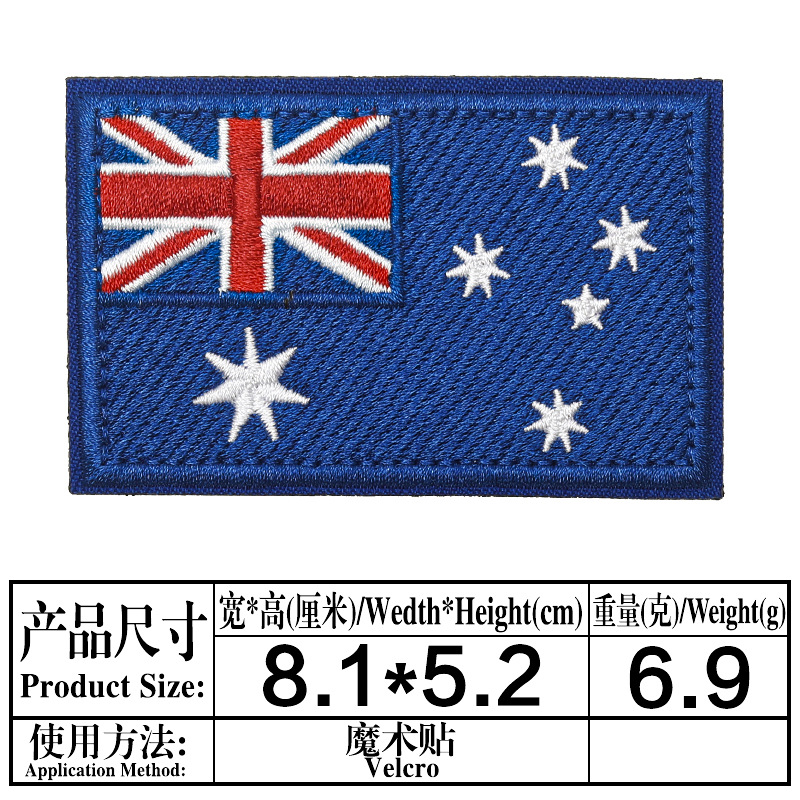 产品尺寸
Product Size:
宽*高(厘米)/Wedth*Height(cm)
重量(克)/Weight(g)
8.1*5.2
6.9
使用方法:
Application Method:
魔术贴
Velcro